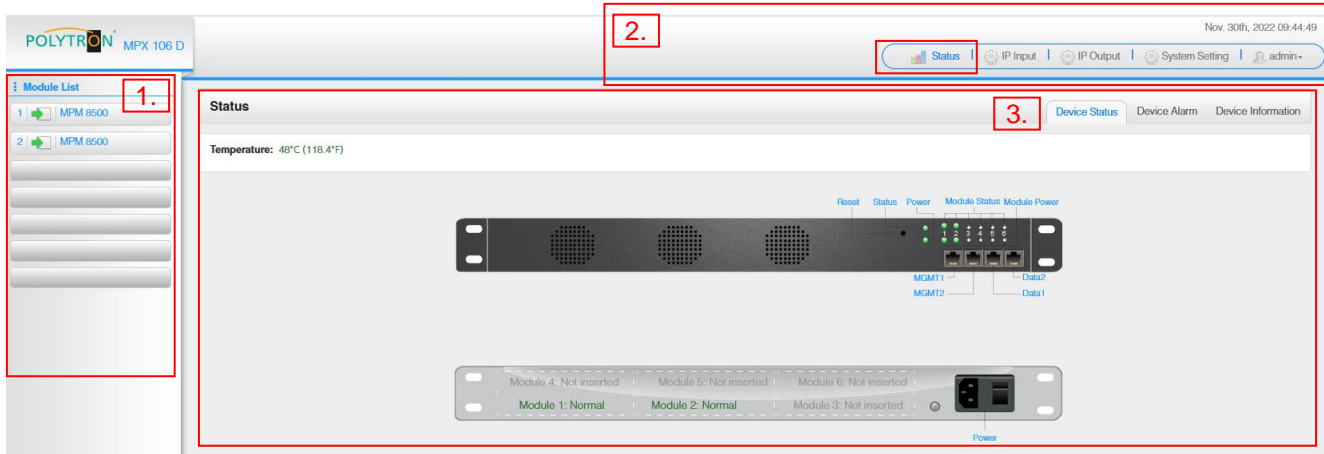 POLYTRON MPX 106 D
2.
Nov. 30th, 2022 09:44:49
Status IP Input IP Output System Setting admin
Module List
1.
1 MPM 8500
2 MPM 8500
Status
3.
Device Status Device Alarm Device Information
Temperature: 48°C (118.4°F)
Reset Status Power Module Status Module Power
1 2 3 4 5 6
MGMT1 Data2
MGMT2 Data1
Module 4: Not inserted Module 5: Not inserted Module 6: Not inserted
Module 1: Normal Module 2: Normal Module 3: Not inserted
Power